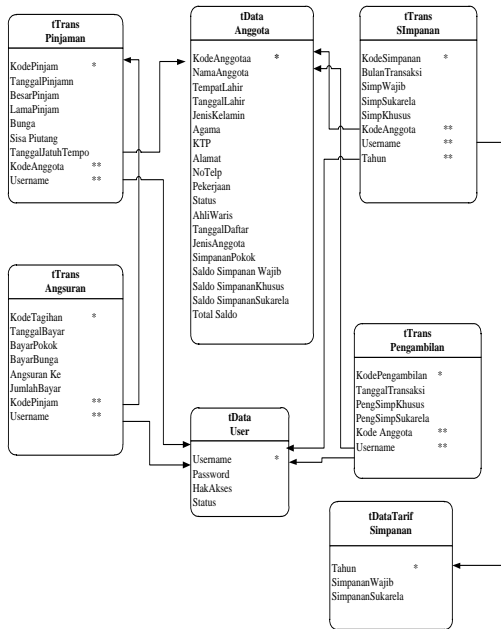 tTrans
Pinjaman
KodePinjam *
TanggalPinjamn
BesarPinjam
LamaPinjam
Bunga
Sisa Piutang
TanggalJatuhTempo
KodeAnggota **
Username **
tData
Anggota
KodeAnggotaa *
NamaAnggota
TempatLahir
TanggalLahir
JenisKelamin
Agama
KTP
Alamat
NoTelp
Pekerjaan
Status
AhliWaris
TanggalDaftar
JenisAnggota
SimpananPokok
Saldo Simpanan Wajib
Saldo SimpananKhusus
Saldo SimpananSukarela
Total Saldo
tTrans
SImpanan
KodeSimpanan *
BulanTransaksi
SimpWajib
SimpSukarela
SimpKhusus
KodeAnggota **
Username **
Tahun **
tTrans
Angsuran
KodeTagihan *
TanggalBayar
BayarPokok
BayarBunga
Angsuran Ke
JumlahBayar
KodePinjam **
Username **
tData
User
Username *
Password
HakAkses
Status
tTrans
Pengambilan
KodePengambilan *
TanggalTransaksi
PengSimpKhusus
PengSimpSukarela
Kode Anggota **
Username **
tDataTarif
Simpanan
Tahun *
SimpananWajib
SimpananSukarela